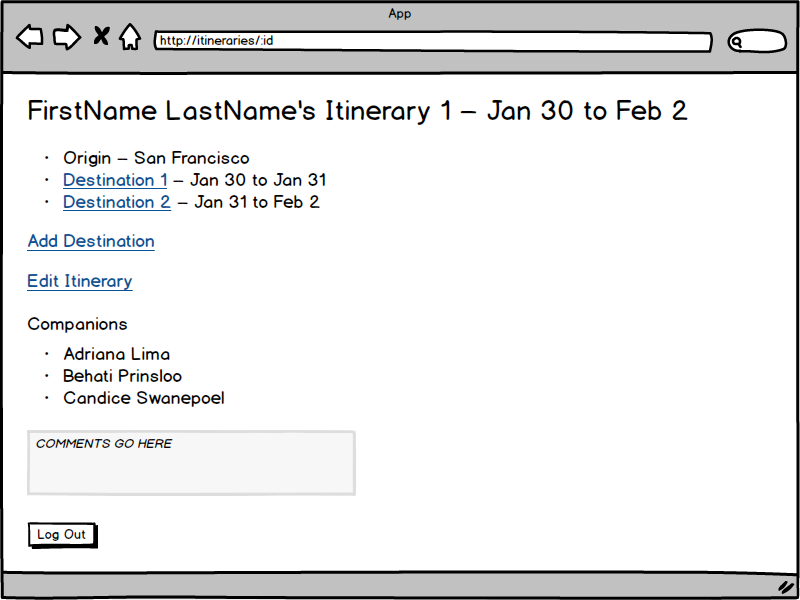 App
http://itineraries/:id
FirstName LastName's Itinerary 1 – Jan 30 to Feb 2
• Origin – San Francisco
• Destination 1 – Jan 30 to Jan 31
• Destination 2 – Jan 31 to Feb 2
Add Destination
Edit Itinerary
Companions
• Adriana Lima
• Behati Prinsloo
• Candice Swanepoel
COMMENTS GO HERE
Log Out